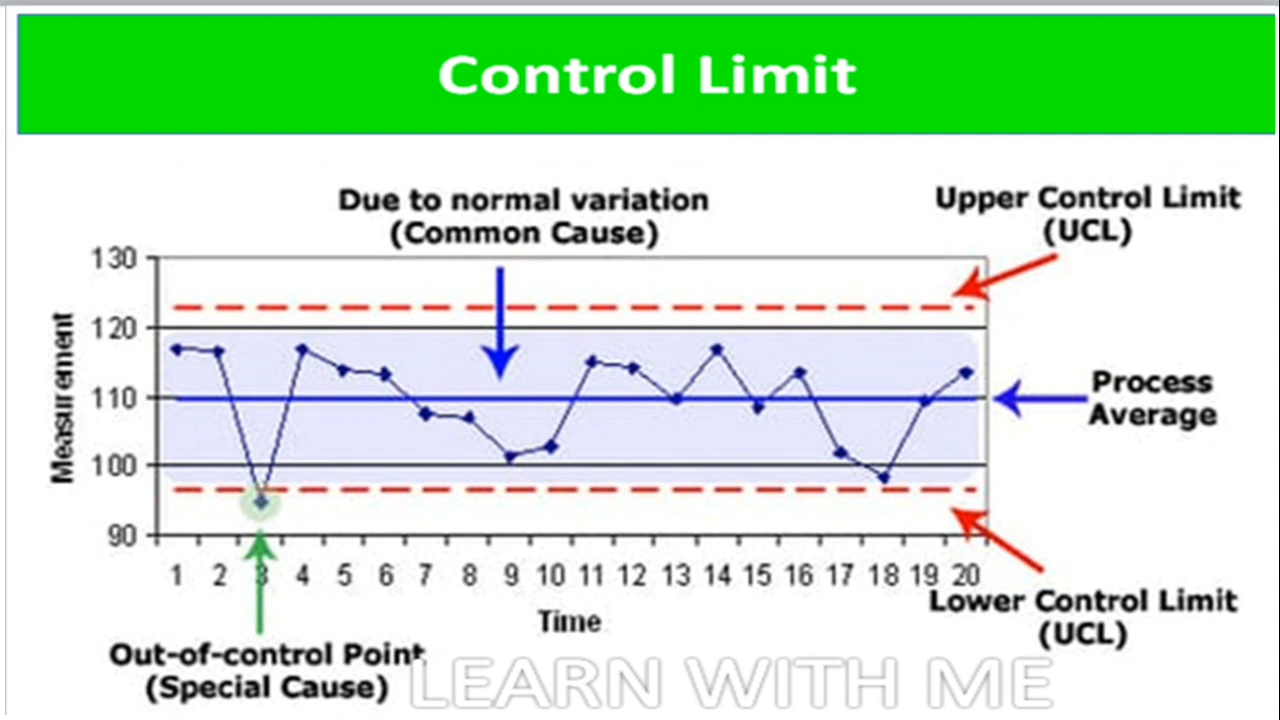 Control Limit
Due to normal variation
(Common Cause)
Upper Control Limit
(UCL)
130
120
110
100
90
Measurement
Process
Average
1 2 3 4 5 6 7 8 9 10 11 12 13 14 15 16 17 18 19 20
Time
Lower Control Limit
(UCL)
Out-of-control Point
(Special Cause)
LEARN WITH ME